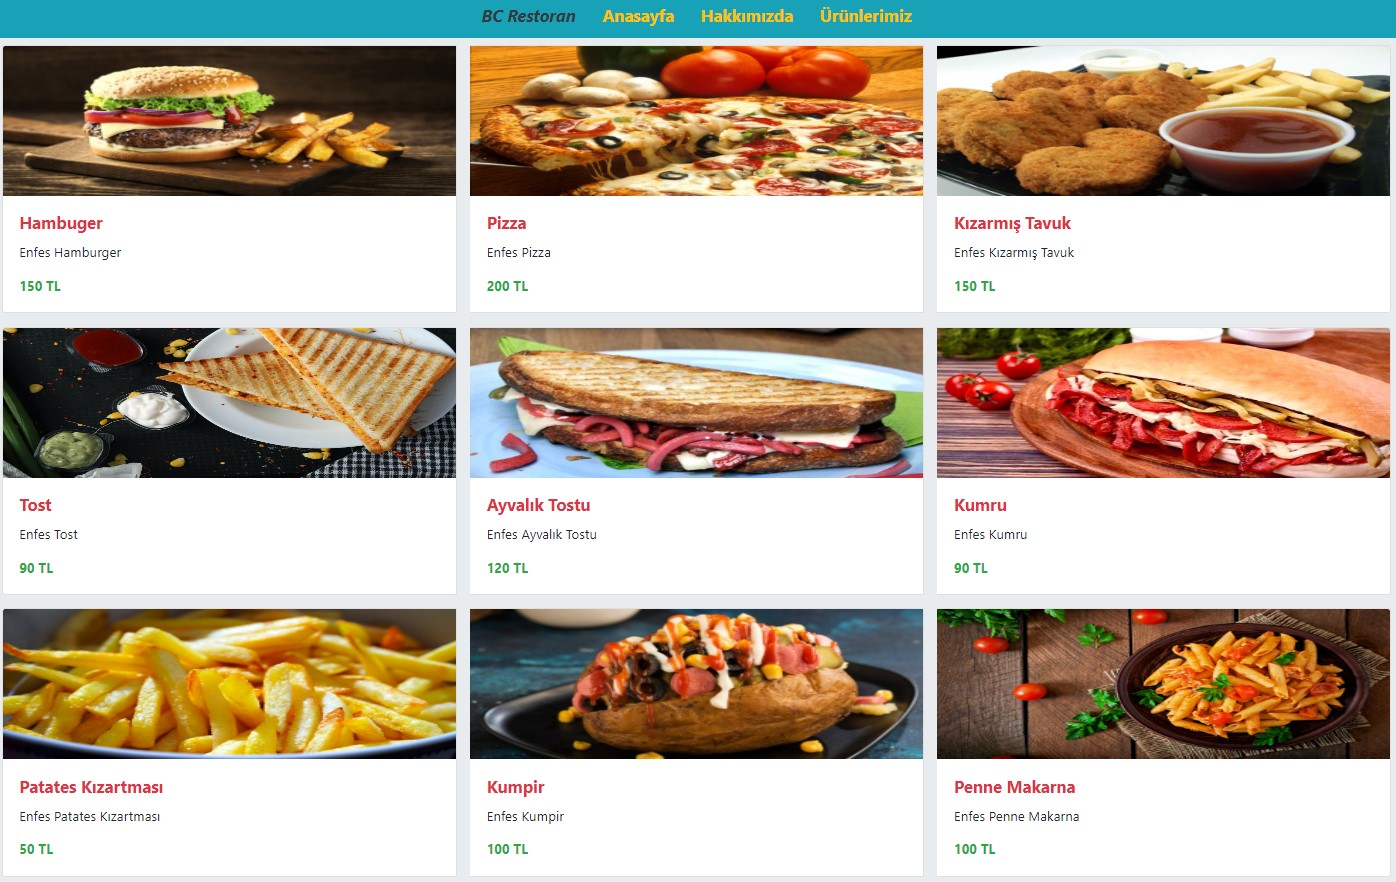 BC Restoran Anasayfa Hakkımızda Ürünlerimiz
Hambuger
Enfes Hamburger
150 TL
Pizza
Enfes Pizza
200 TL
Kızarmış Tavuk
Enfes Kızarmış Tavuk
150 TL
Tost
Enfes Tost
90 TL
Ayvalık Tostu
Enfes Ayvalık Tostu
120 TL
Kumru
Enfes Kumru
90 TL
Patates Kızartması
Enfes Patates Kızartması
50 TL
Kumpir
Enfes Kumpir
100 TL
Penne Makarna
Enfes Penne Makarna
100 TL